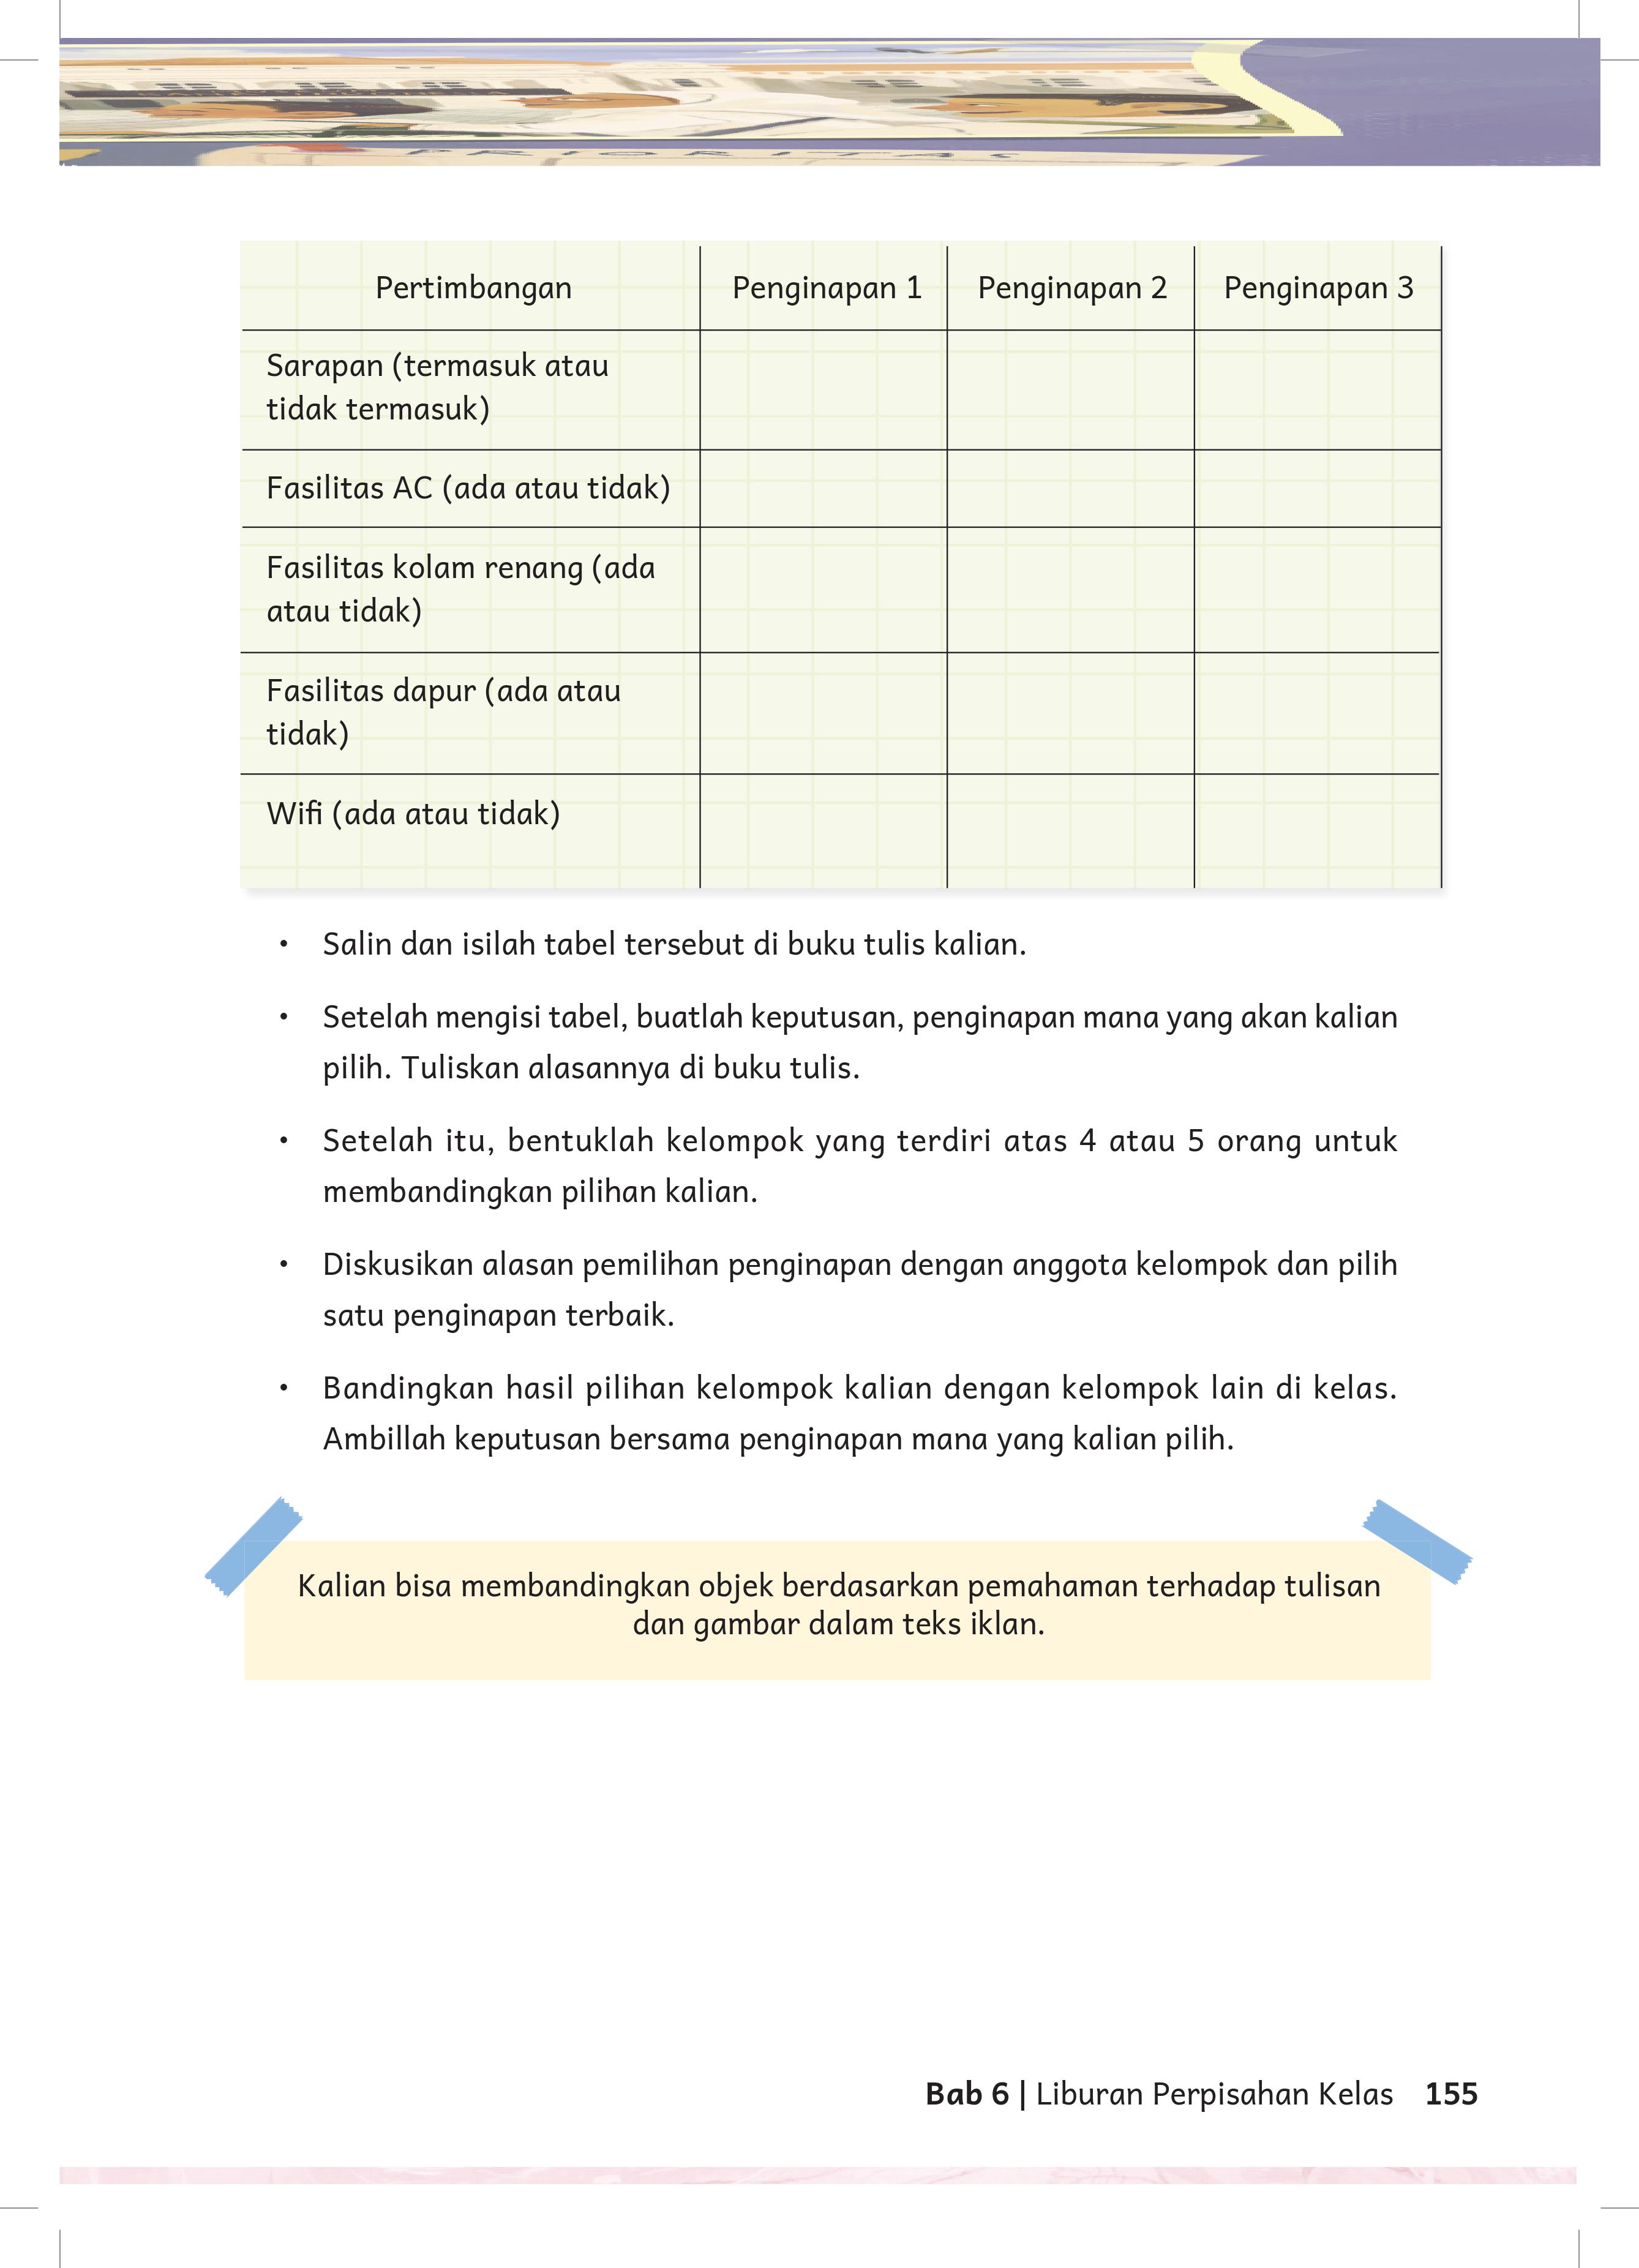 Pertimbangan Penginapan 1 Penginapan 2 Penginapan 3
Sarapan (termasuk atau
tidak termasuk)
Fasilitas AC (ada atau tidak)
Fasilitas kolam renang (ada
atau tidak)
Fasilitas dapur (ada atau
tidak)
Wifi (ada atau tidak)
• Salin dan isilah tabel tersebut di buku tulis kalian.
• Setelah mengisi tabel, buatlah keputusan, penginapan mana yang akan kalian
pilih. Tuliskan alasannya di buku tulis.
• Setelah itu, bentuklah kelompok yang terdiri atas 4 atau 5 orang untuk
membandingkan pilihan kalian.
• Diskusikan alasan pemilihan penginapan dengan anggota kelompok dan pilih
satu penginapan terbaik.
• Bandingkan hasil pilihan kelompok kalian dengan kelompok lain di kelas.
Ambillah keputusan bersama penginapan mana yang kalian pilih.
Kalian bisa membandingkan objek berdasarkan pemahaman terhadap tulisan
dan gambar dalam teks iklan.
Bab 6 | Liburan Perpisahan Kelas 155